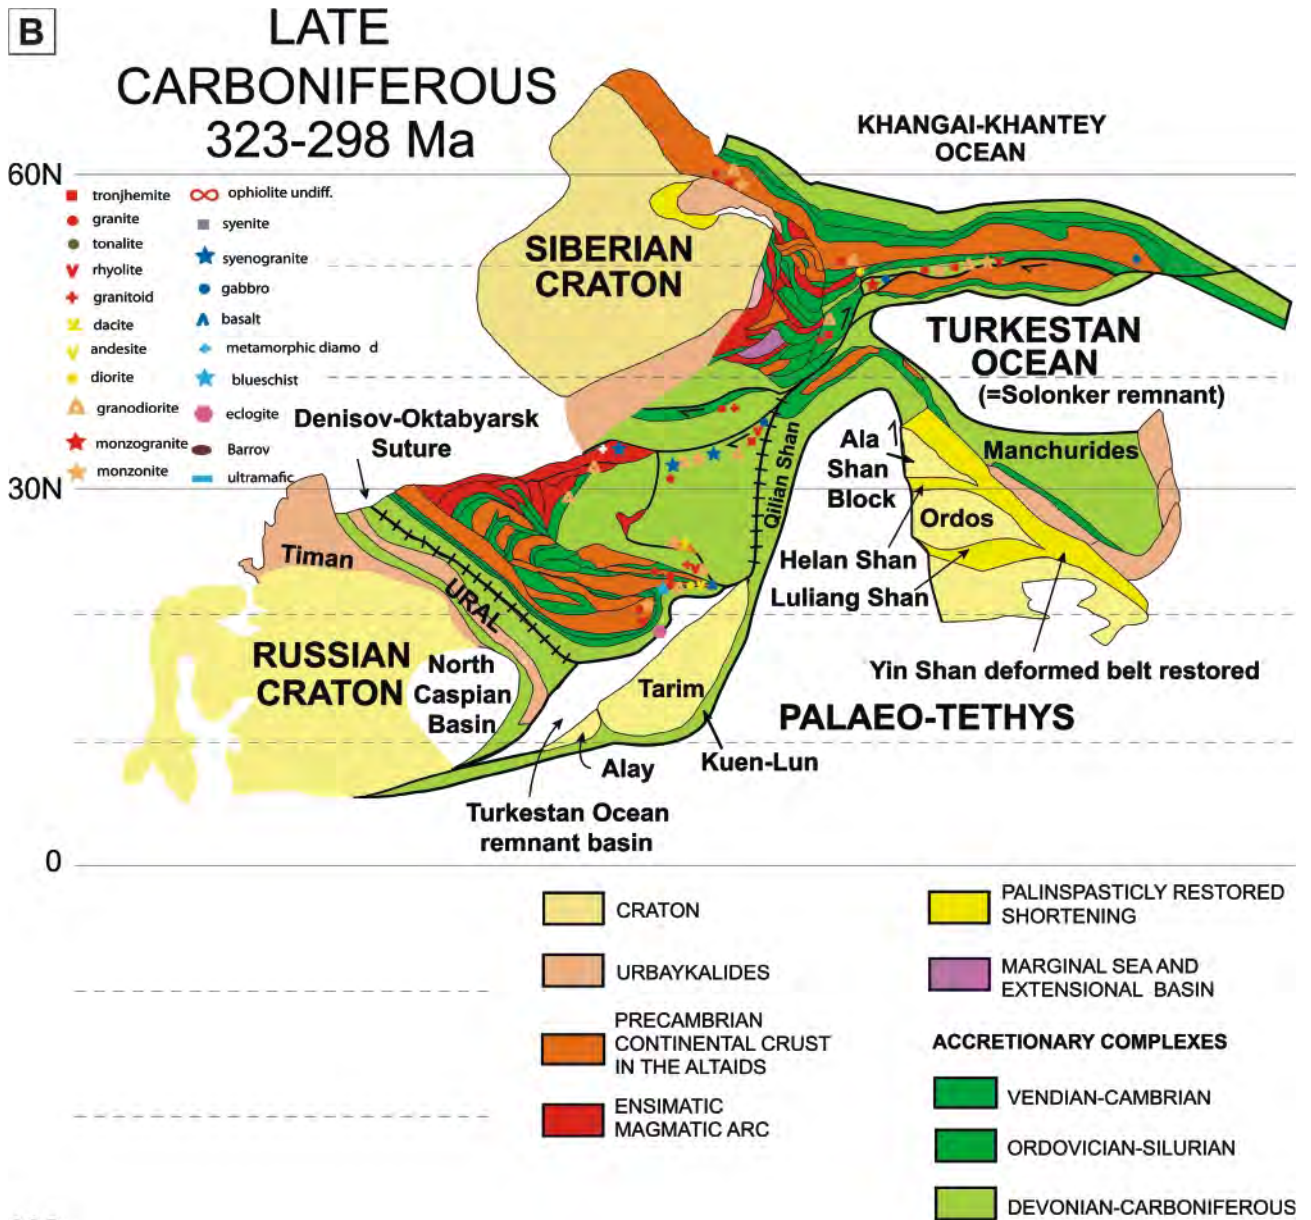 B
LATE
CARBONIFEROUS
323-298 Ma
KHANGAI-KHANTEY
OCEAN
60N
tronjhemite
granite
tonalite
rhyolite
granitoid
dacite
andesite
diorite
granodiorite
monzogranite
monzonite
ophiolite undiff.
syenite
syenogranite
gabbro
basalt
metamorphic diamo d
blueschist
eclogite
Barrov
ultramafic
SIBERIAN
CRATON
TURKESTAN
OCEAN
(=Solonker remnant)
Denisov-Oktabyarsk
Suture
Qilian Shan
Ala
Shan
Block
Manchurides
30N
Ordos
Helan Shan
Luliang Shan
Timan
URAL
RUSSIAN
CRATON
North
Caspian
Basin
Tarim
Yin Shan deformed belt restored
PALAEO-TETHYS
Kuen-Lun
Alay
Turkestan Ocean
remnant basin
0
CRATON
URBAYKALIDES
PRECAMBRIAN
CONTINENTAL CRUST
IN THE ALTAIDS
ENSIMATIC
MAGMATIC ARC
PALINSPASTICLY RESTORED
SHORTENING
MARGINAL SEA AND
EXTENSIONAL BASIN
ACCRETIONARY COMPLEXES
VENDIAN-CAMBRIAN
ORDOVICIAN-SILURIAN
DEVONIAN-CARBONIFEROUS